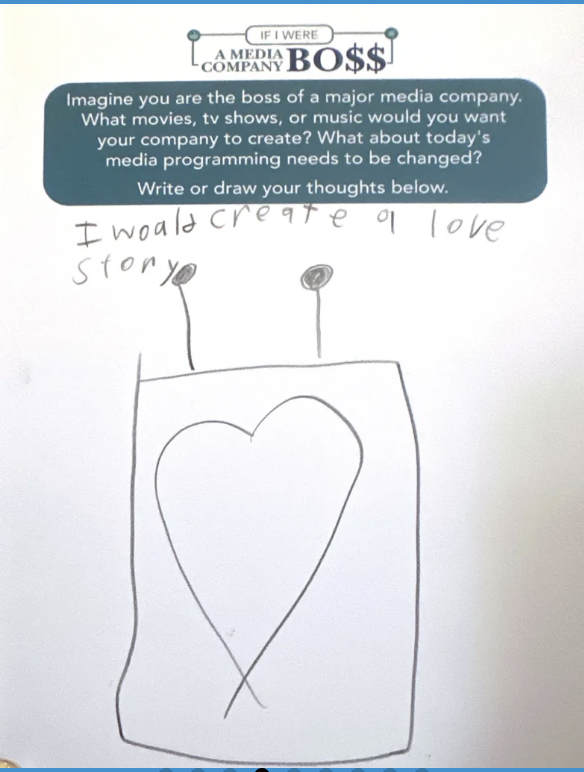 IF I WERE
A MEDIA
COMPANY BO$$
Imagine you are the boss of a major media company.
What movies, tv shows, or music would you want
your company to create? What about today's
media programming needs to be changed?
Write or draw your thoughts below.
I woald create a love
story